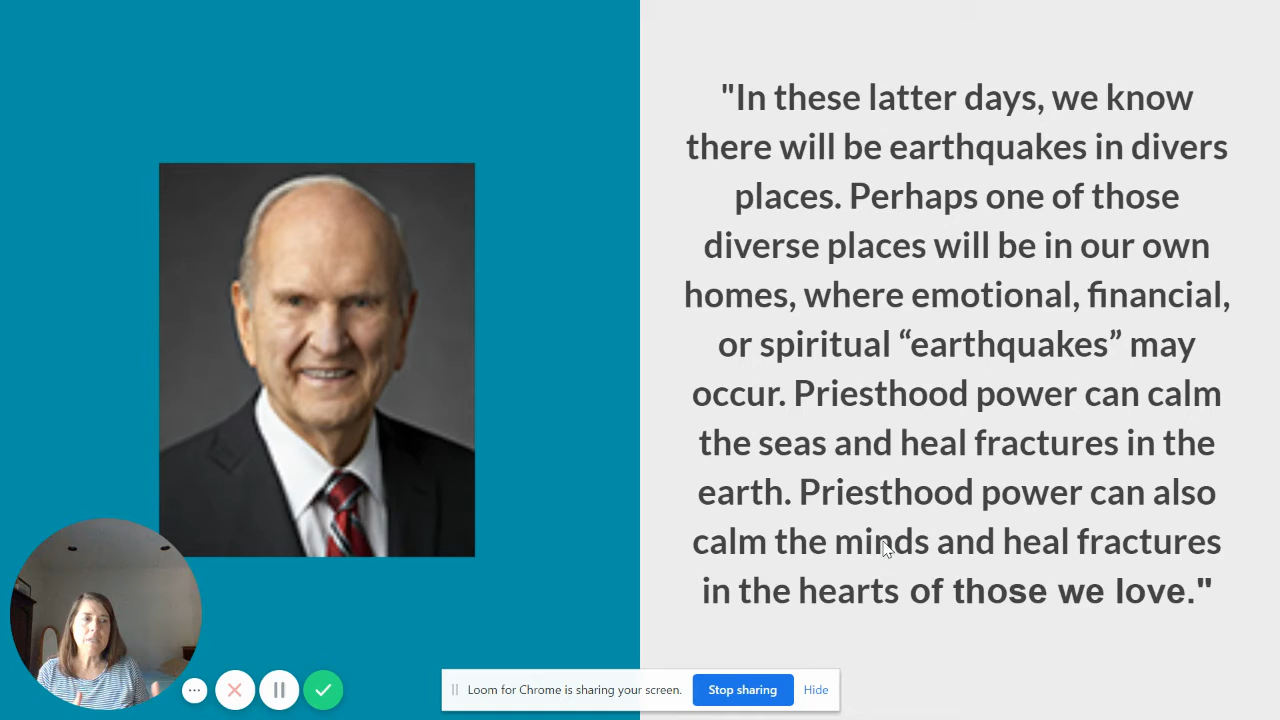 "In these latter days, we know
there will be earthquakes in divers
places. Perhaps one of those
diverse places will be in our own
homes, where emotional, financial,
or spiritual “earthquakes” may
occur. Priesthood power can calm
the seas and heal fractures in the
earth. Priesthood power can also
calm the minds and heal fractures
in the hearts of those we love."
Loom for Chrome is sharing your screen.
Stop sharing
Hide